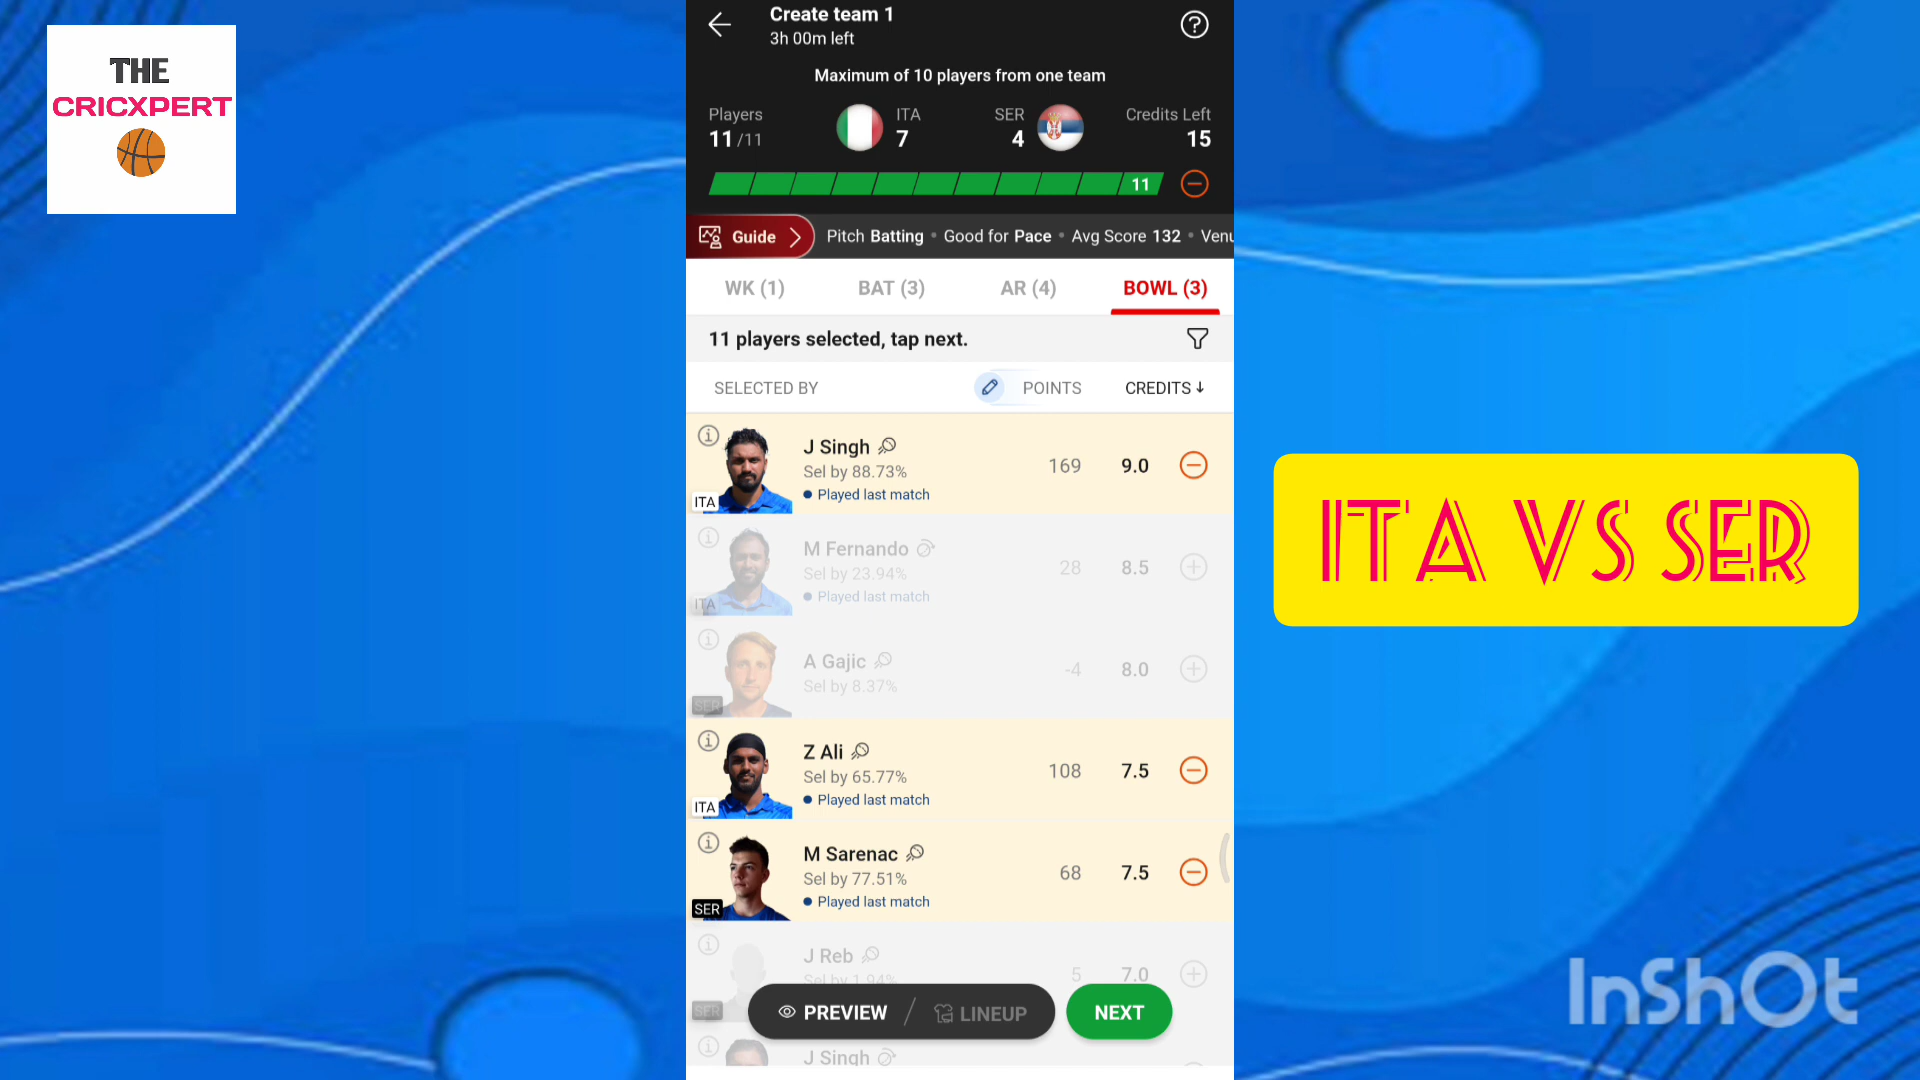 THE
CRICXPERT
Create team 1
3h 00m left
Maximum of 10 players from one team
Players
11/11
ITA
7
SER
4
Credits Left
15
11
Guide
Pitch Batting • Good for Pace • Avg Score 132 • Venu
WK (1)
BAT (3)
AR (4)
BOWL (3)
11 players selected, tap next.
SELECTED BY
POINTS
CREDITS↓
J Singh
Sel by 88.73%
Played last match
ITA
169
9.0
M Fernando
Sel by 23.94%
Played last match
ITA
28
8.5
A Gajic
Sel by 8.37%
SER
-4
8.0
Z Ali
Sel by 65.77%
Played last match
ITA
108
7.5
M Sarenac
Sel by 77.51%
Played last match
SER
68
7.5
J Reb
Sel by 1.94%
SER
5
7.0
PREVIEW / LINEUP
NEXT
J Singh
ITA VS SER
InShOt